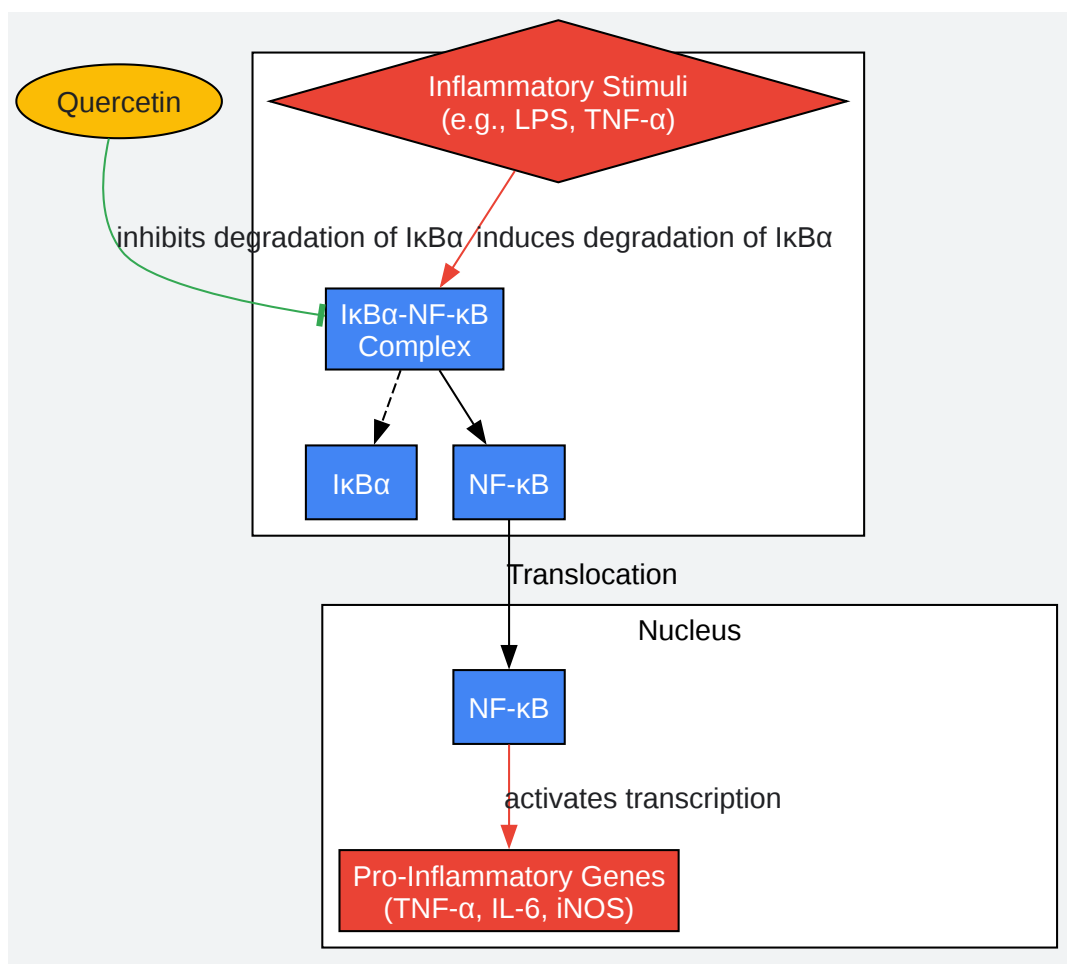 Quercetin
Inflammatory Stimuli
(e.g., LPS, TNF-α)
inhibits degradation of IκBα
induces degradation of IκBα
IκBα-NF-κB
Complex
IκBα
NF-κB
Translocation
Nucleus
NF-κB
activates transcription
Pro-Inflammatory Genes
(TNF-α, IL-6, iNOS)